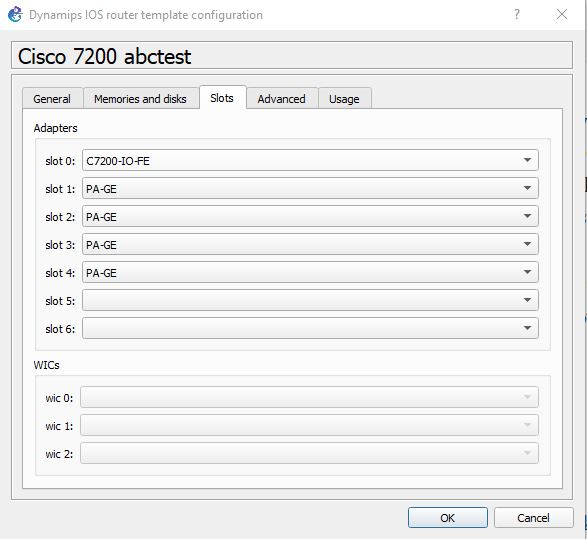 Dynamips IOS router template configuration
Cisco 7200 abctest
General Memories and disks Slots Advanced Usage
Adapters
slot 0: C7200-IO-FE
slot 1: PA-GE
slot 2: PA-GE
slot 3: PA-GE
slot 4: PA-GE
slot 5:
slot 6:
WICs
wic 0:
wic 1:
wic 2:
OK Cancel